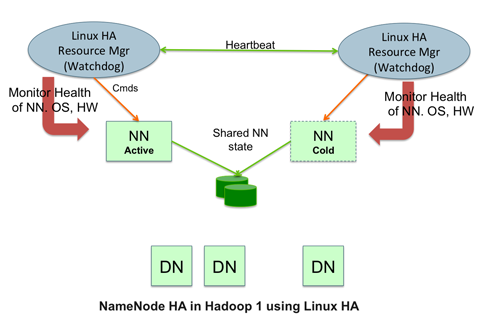 Linux HA
Resource Mgr
(Watchdog)
Heartbeat
Linux HA
Resource Mgr
(Watchdog)
Monitor Health
of NN. OS, HW
Cmds
Monitor Health
of NN. OS, HW
NN
Active
Shared NN
state
NN
Cold
DN
DN
DN
NameNode HA in Hadoop 1 using Linux HA